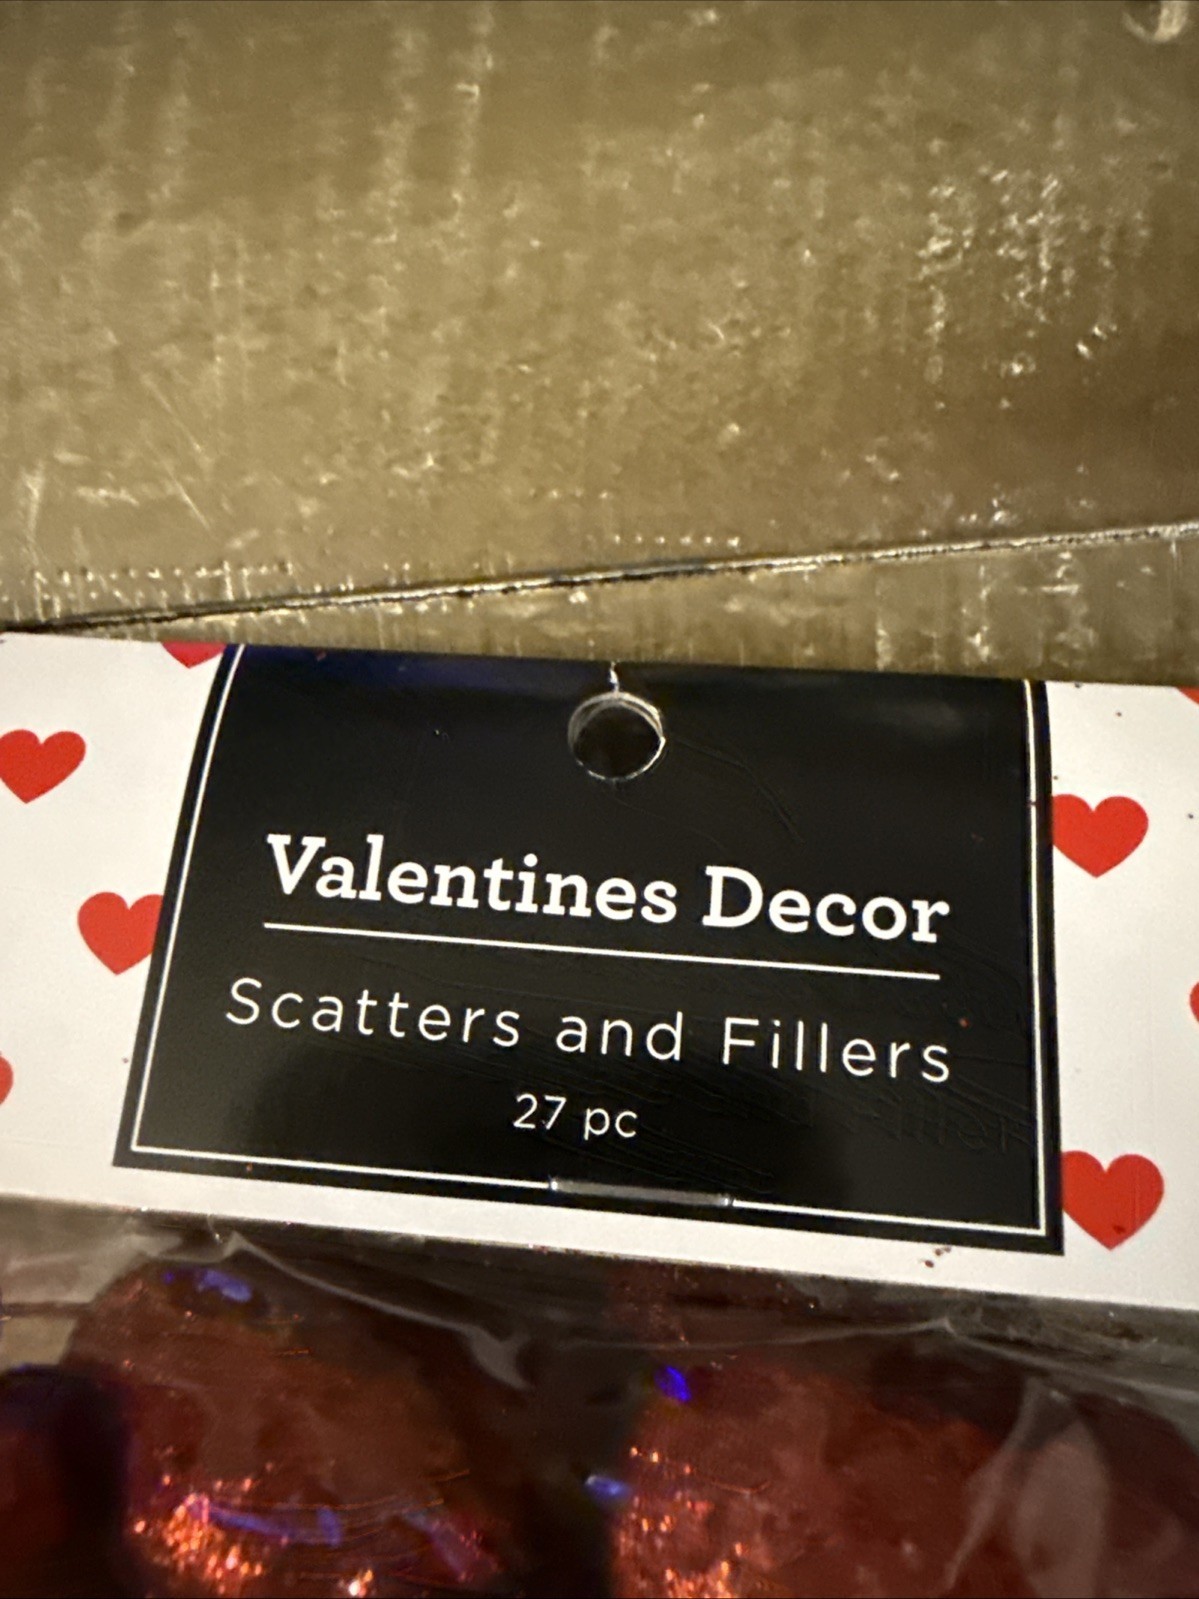 Valentines Decor
Scatters and Fillers
27 pc